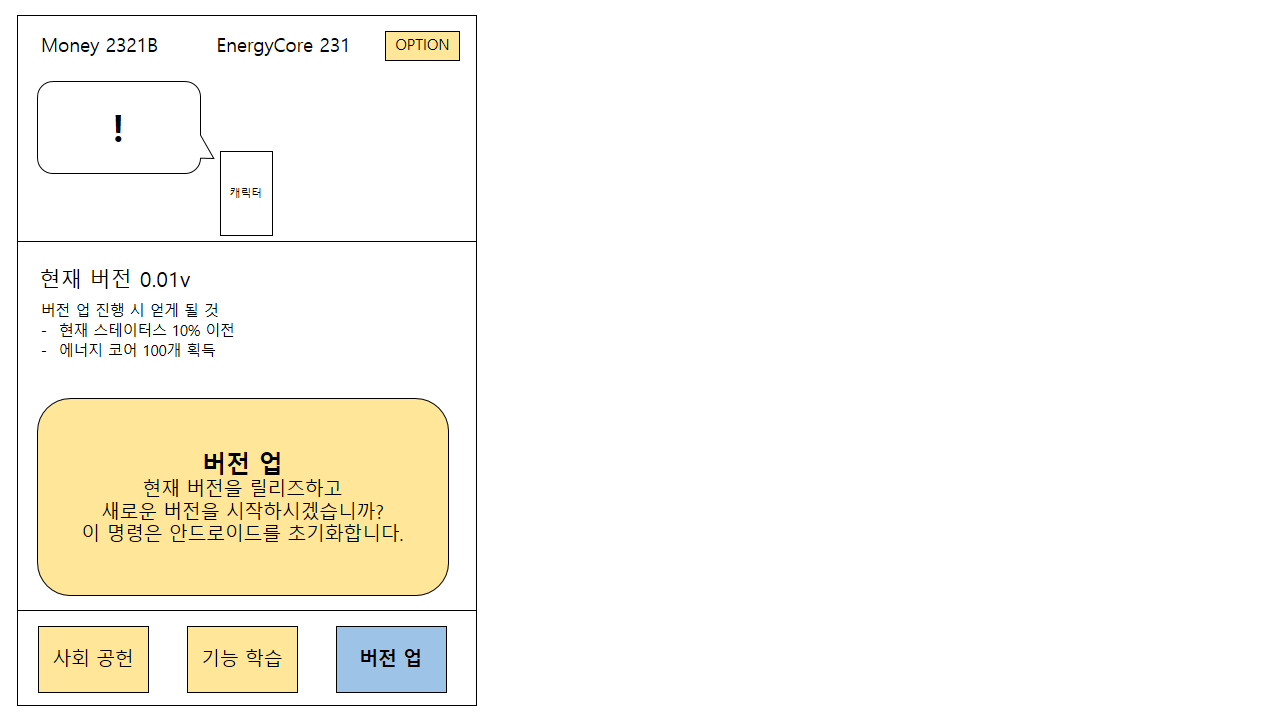 Money 2321B
EnergyCore 231
OPTION
!
캐릭터
현재 버전 0.01v
버전 업 진행 시 얻게 될 것
- 현재 스테이터스 10% 이전
- 에너지 코어 100개 획득
버전 업
현재 버전을 릴리즈하고
새로운 버전을 시작하시겠습니까?
이 명령은 안드로이드를 초기화합니다.
사회 공헌
기능 학습
버전 업